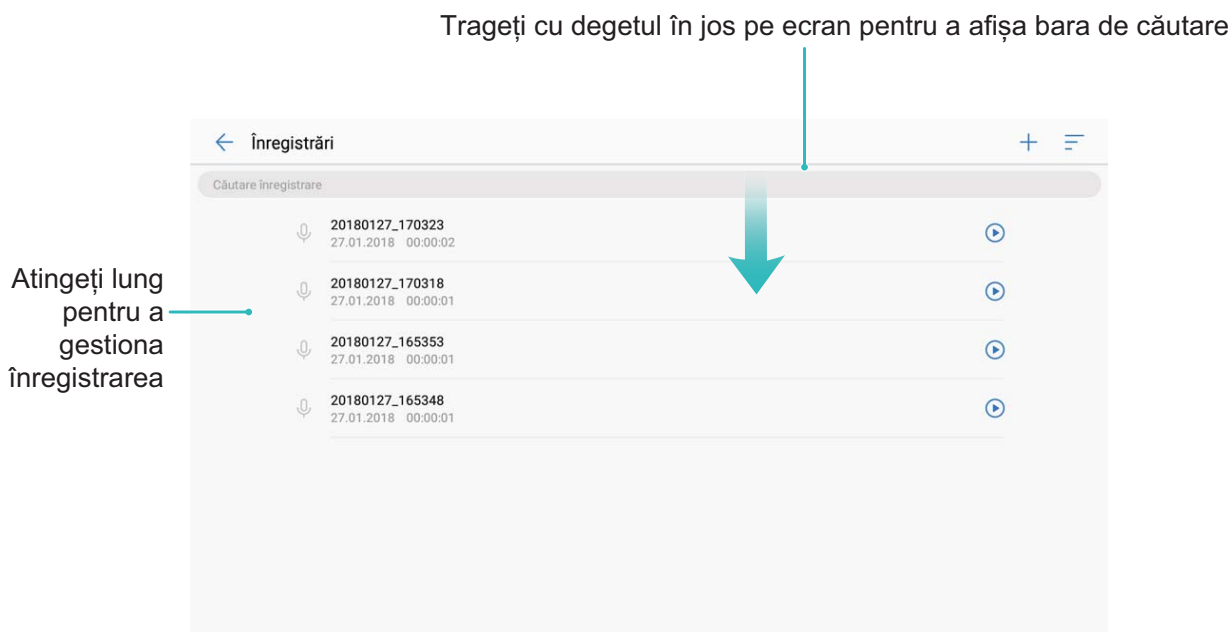 Trageți cu degetul în jos pe ecran pentru a afișa bara de căutare
Înregistrări
Căutare înregistrare
20180127_170323
27.01.2018 00:00:02
20180127_170318
27.01.2018 00:00:01
20180127_165353
27.01.2018 00:00:01
20180127_165348
27.01.2018 00:00:01
Atingeți lung
pentru a
gestiona
înregistrarea